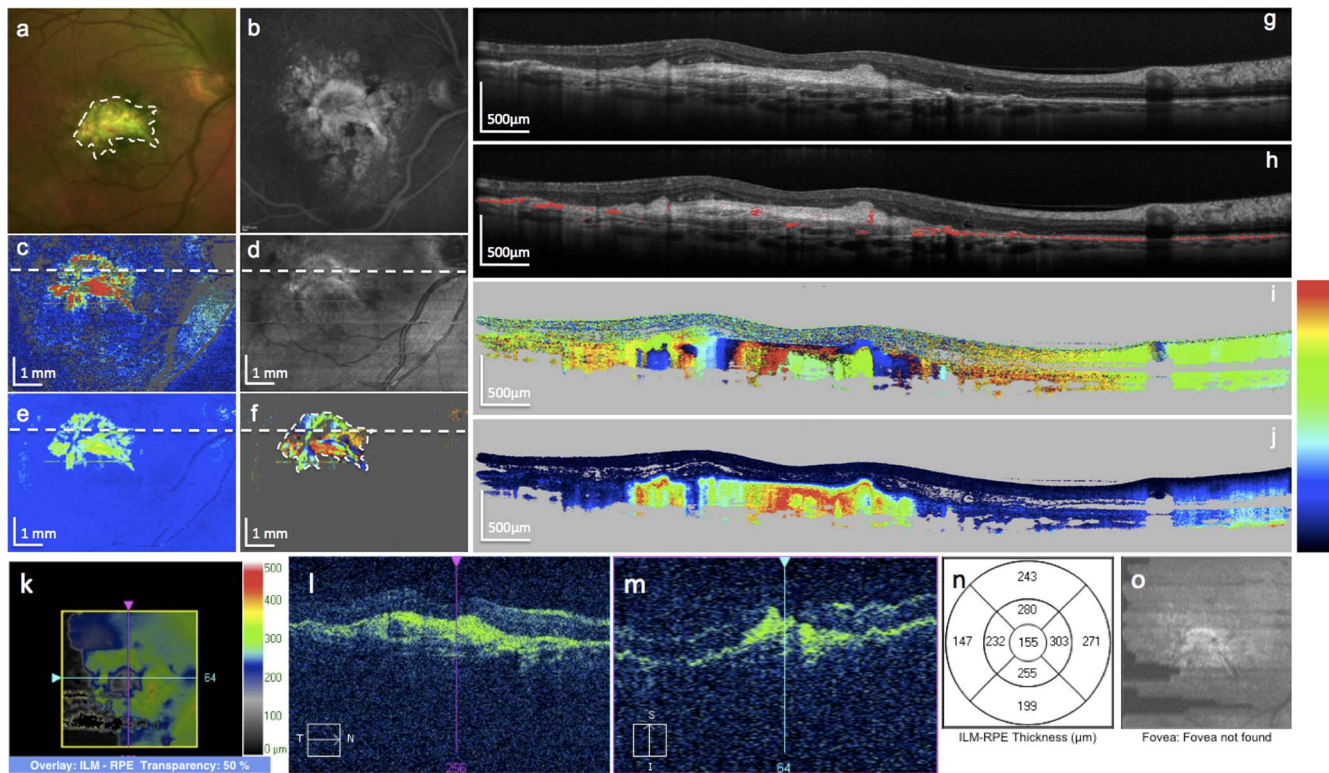 a
b
g
500µm
h
500µm
c
1 mm
d
1 mm
i
500µm
e
1 mm
f
1 mm
j
500µm
k
64
500
400
300
200
100
0 µm
Overlay: ILM - RPE Transparency: 50 %
l
T N
256
m
S
I
64
n
243
280
147 232 155 303 271
255
199
ILM-RPE Thickness (µm)
o
Fovea: Fovea not found